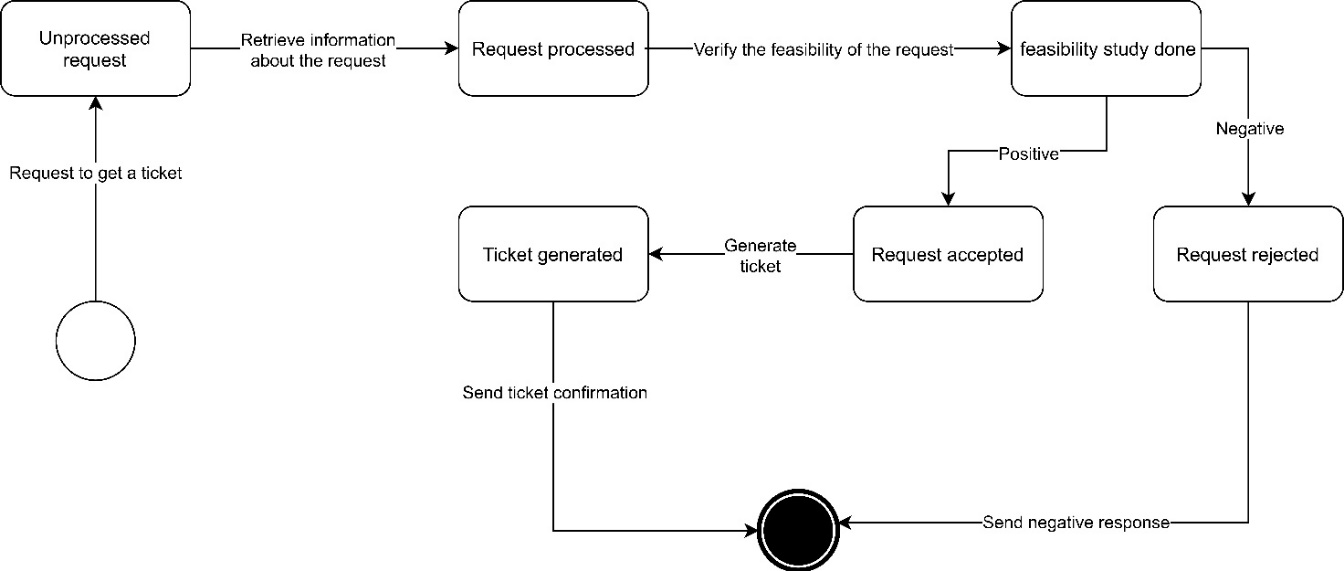 Unprocessed
request
Retrieve information
about the request
Request processed
Verify the feasibility of the request
feasibility study done
Negative
Request to get a ticket
Positive
Ticket generated
Generate
ticket
Request accepted
Request rejected
Send ticket confirmation
Send negative response